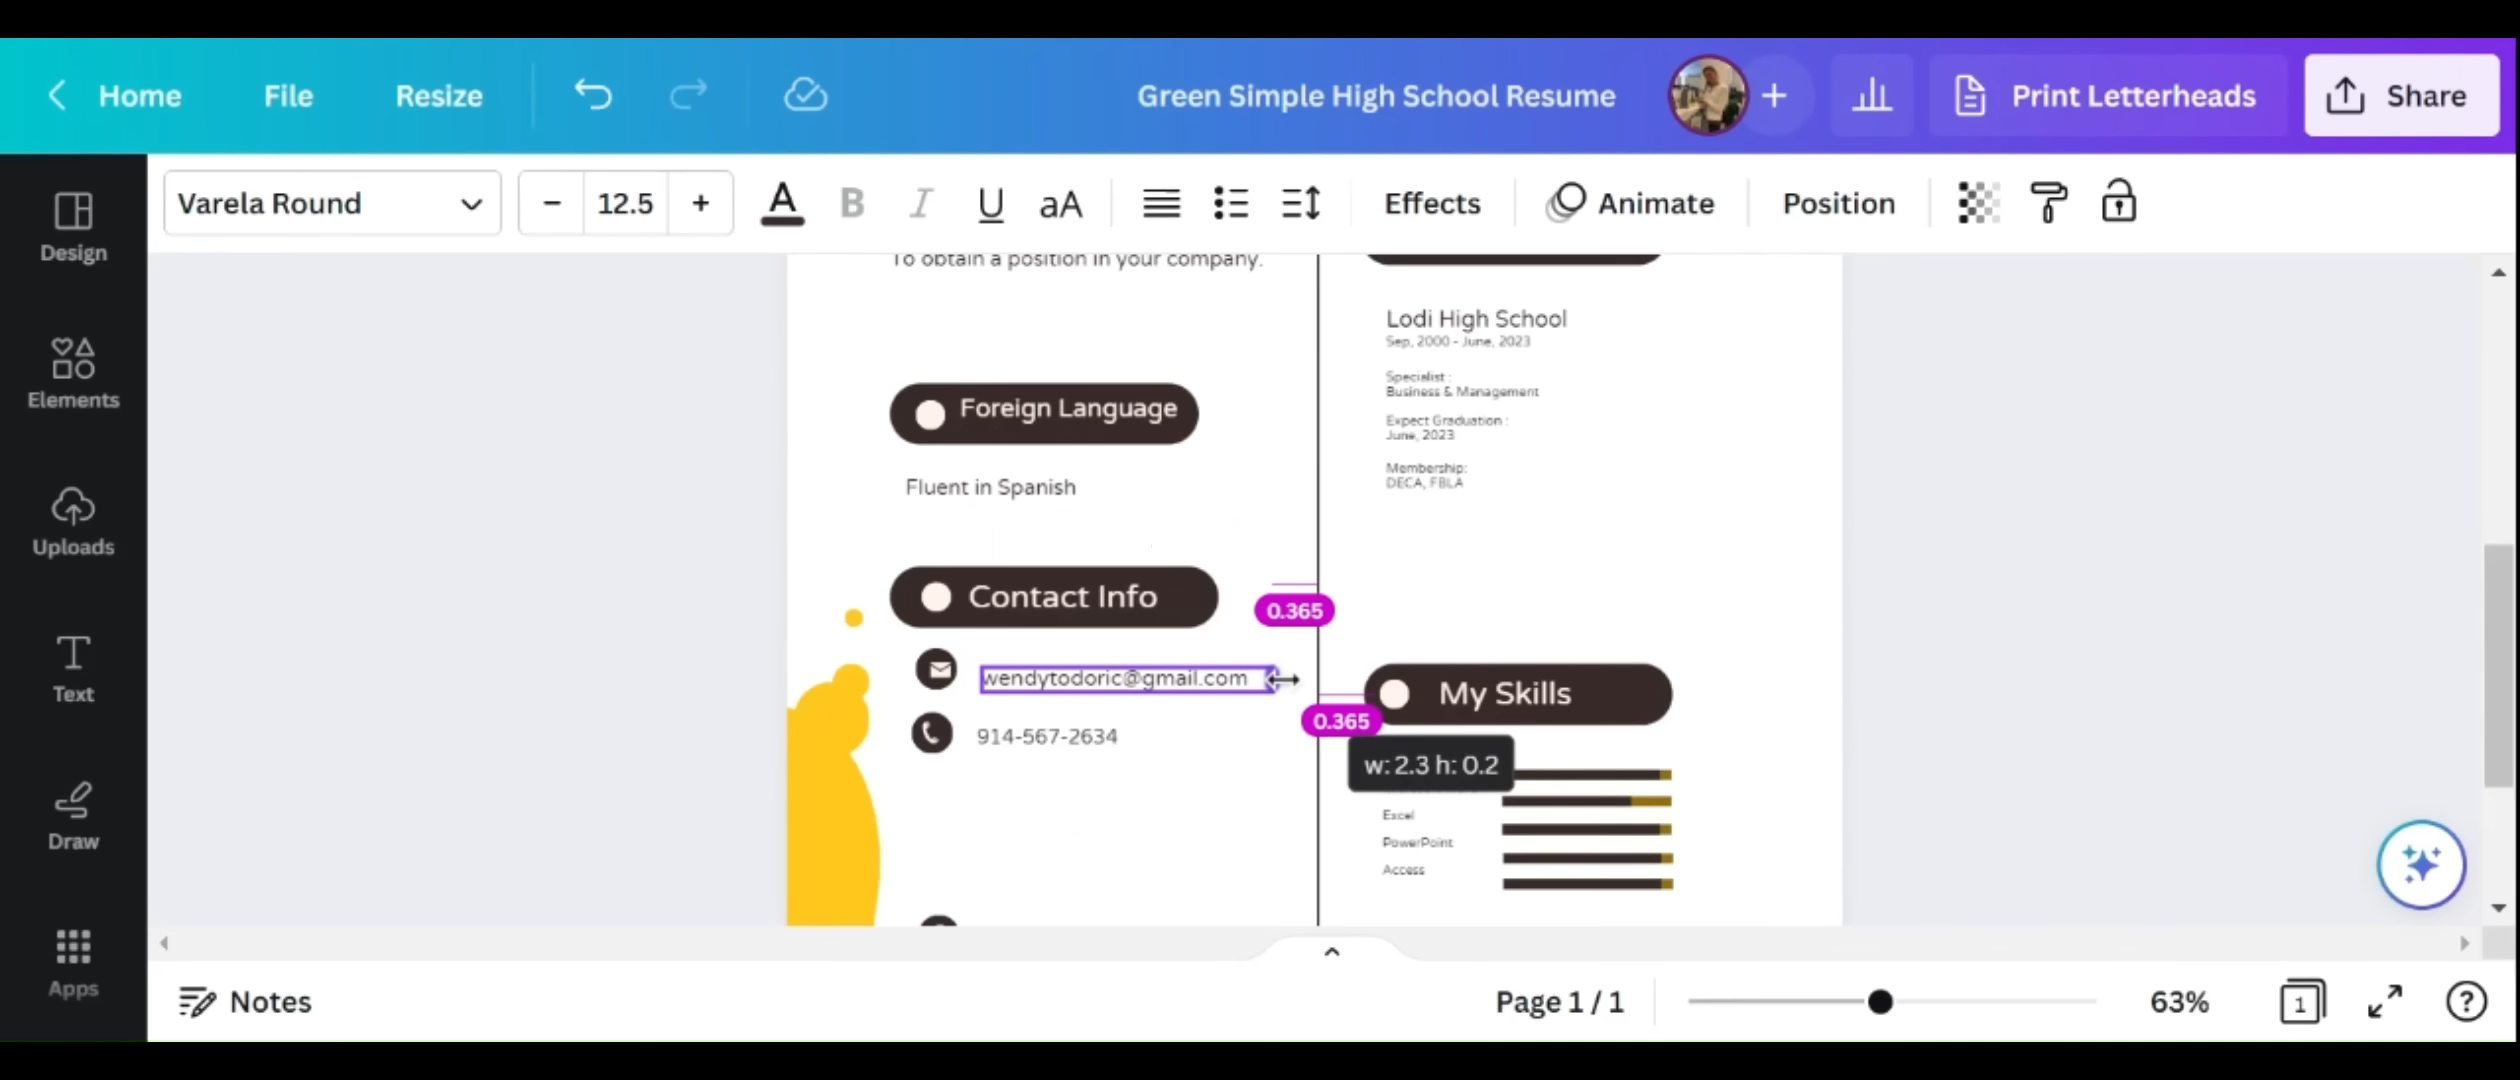 Home File Resize Green Simple High School Resume Print Letterheads Share
Varela Round 12.5 A B I U aA Effects Animate Position
Design
Elements
Uploads
Text
Draw
Apps
To obtain a position in your company.
Foreign Language
Fluent in Spanish
Contact Info
wendytodoric@gmail.com
914-567-2634
Lodi High School
Sep, 2000 - June, 2023
Specialist :
Business & Management
Expect Graduation :
June, 2023
Membership:
DECA, FBLA
0.365
0.365
My Skills
w: 2.3 h: 0.2
Excel
PowerPoint
Access
Notes Page 1 / 1 63% 1 ?